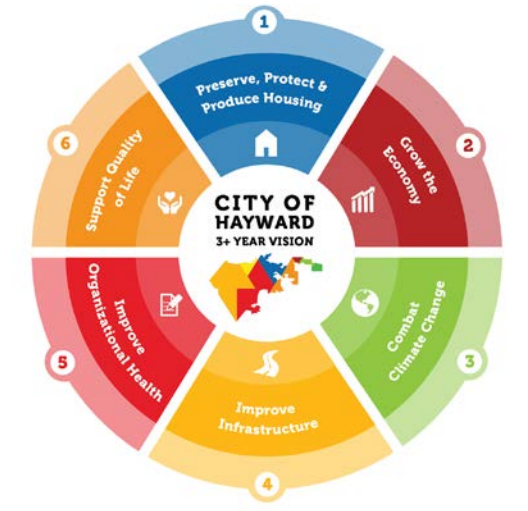 1
Preserve, Protect &
Produce Housing
2
Grow the
Economy
3
Combat
Climate Change
4
Improve
Infrastructure
5
Improve
Organizational Health
6
Support Quality
of Life
CITY OF
HAYWARD
3+ YEAR VISION